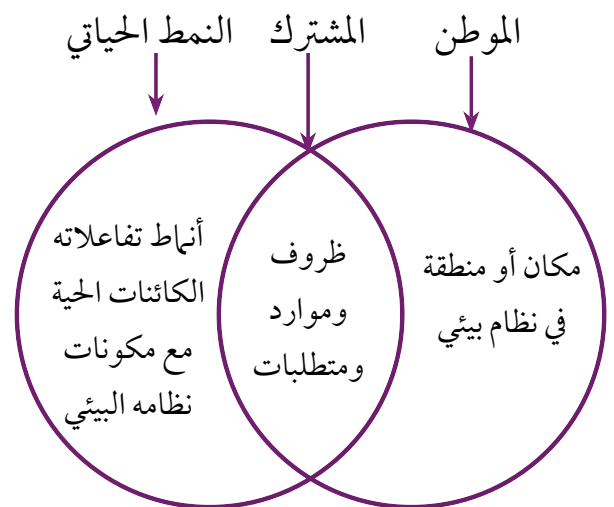 الموطن
المشترك
النمط الحياتي
مكان أو منطقة
في نظام بيئي
ظروف
وموارد
ومتطلبات
أنماط تفاعلاته
الكائنات الحية
مع مكونات
نظامه البيئي